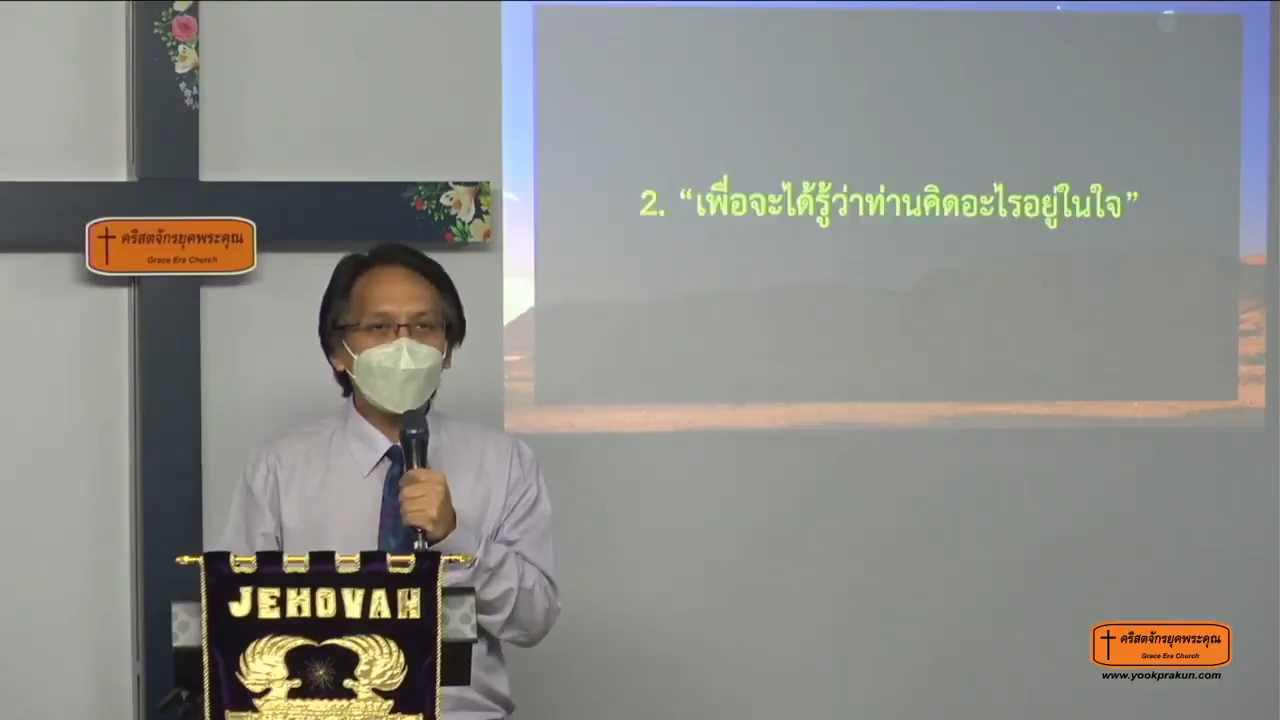 2. “เพื่อจะได้รู้ว่าท่านคิดอะไรอยู่ในใจ”
คริสตจักรยุคพระคุณ
Grace Era Church
JEHOVAH
คริสตจักรยุคพระคุณ
Grace Era Church
www.yookprakun.com